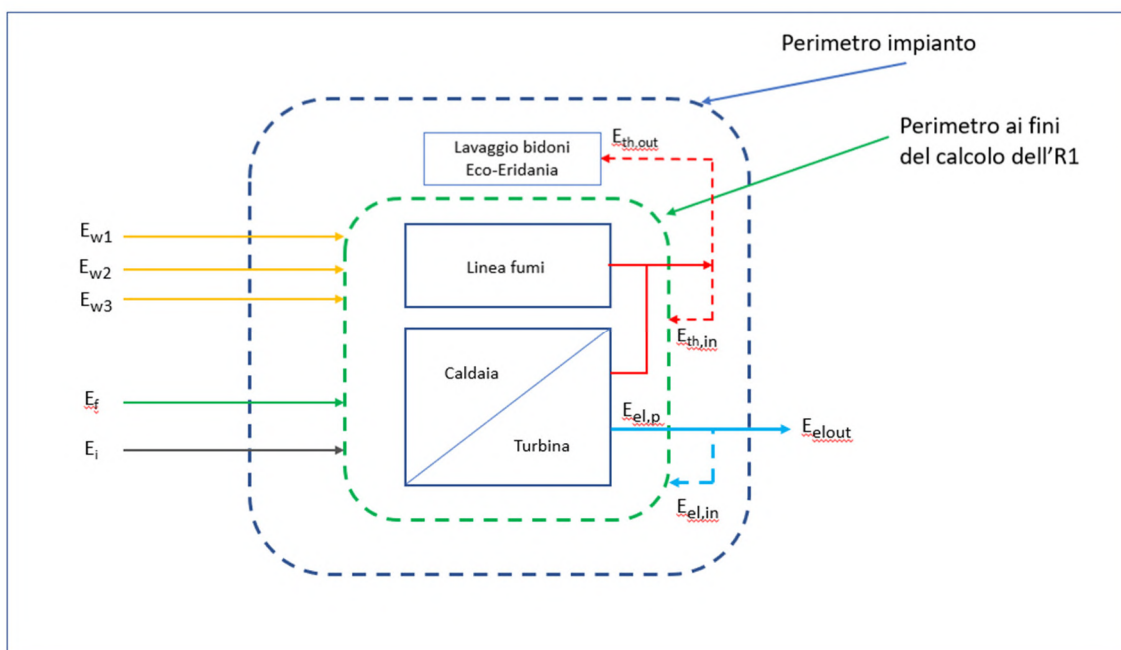 Perimetro impianto
Perimetro ai fini
del calcolo dell'R1
Lavaggio bidoni
Eco-Eridania
Eth,out
Ew1
Ew2
Ew3
Linea fumi
Eth,in
Caldaia
Ef
Eel,p
Eelout
Turbina
Ei
Eel,in